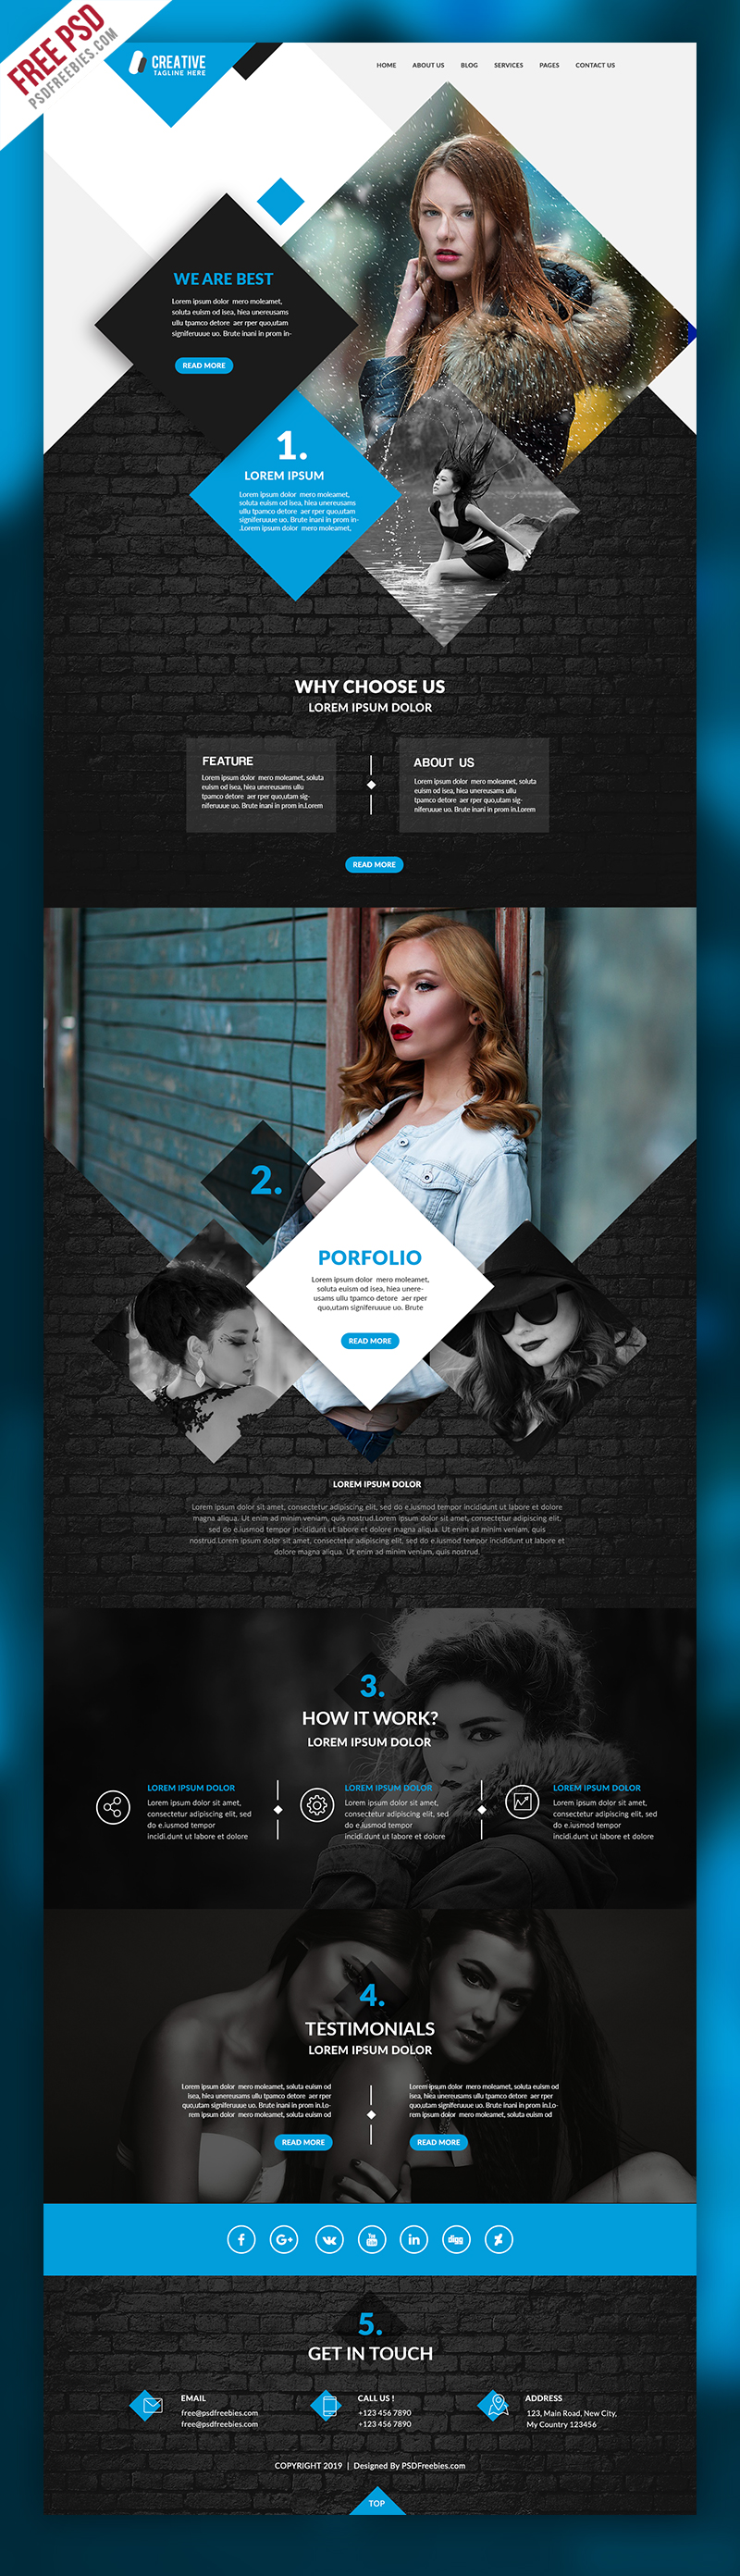 FREE PSD
PSDFREEBIES.COM
CREATIVE
TAGLINE HERE
HOME ABOUT US BLOG SERVICES PAGES CONTACT US
WE ARE BEST
Lorem ipsum dolor mero moleamet,
soluta euism od isea, hiea unereusams
ullu tpamco detore aer rper quo,utam
signiferuuue uo. Brute inani in prom in-
READ MORE
1.
LOREM IPSUM
Lorem ipsum dolor mero moleamet,
soluta euism od isea, hiea unereusams
ullu tpamco detore aer rper quo,utam
signiferuuue uo. Brute inani in prom in-
.Lorem ipsum dolor mero moleamet,
WHY CHOOSE US
LOREM IPSUM DOLOR
FEATURE
Lorem ipsum dolor mero moleamet, soluta
euism od isea, hiea unereusams ullu
tpamco detore aer rper quo,utam sig-
niferuuue uo. Brute inani in prom in.Lorem
ABOUT US
Lorem ipsum dolor mero moleamet, soluta
euism od isea, hiea unereusams ullu
tpamco detore aer rper quo,utam sig-
niferuuue uo. Brute inani in prom in.Lorem
READ MORE
2.
PORFOLIO
Lorem ipsum dolor mero moleamet,
soluta euism od isea, hiea unere-
usams ullu tpamco detore aer rper
quo,utam signiferuuue uo. Brute
READ MORE
LOREM IPSUM DOLOR
Lorem ipsum dolor sit amet, consectetur adipiscing elit, sed do e.iusmod tempor incididunt ut labore et dolore
magna aliqua. Ut enim ad minim veniam, quis nostrud.Lorem ipsum dolor sit amet, consectetur adipiscing elit,
sed do e.iusmod tempor incididunt ut labore et dolore magna aliqua. Ut enim ad minim veniam, quis
nostrud.Lorem ipsum dolor sit amet, consectetur adipiscing elit, sed do e.iusmod tempor incididunt ut labore et
dolore magna aliqua. Ut enim ad minim veniam, quis nostrud.
3.
HOW IT WORK?
LOREM IPSUM DOLOR
LOREM IPSUM DOLOR
Lorem ipsum dolor sit amet,
consectetur adipiscing elit, sed
do e.iusmod tempor
incidi.dunt ut labore et dolore
LOREM IPSUM DOLOR
Lorem ipsum dolor sit amet,
consectetur adipiscing elit, sed
do e.iusmod tempor
incidi.dunt ut labore et dolore
LOREM IPSUM DOLOR
Lorem ipsum dolor sit amet,
consectetur adipiscing elit, sed
do e.iusmod tempor
incidi.dunt ut labore et dolore
4.
TESTIMONIALS
LOREM IPSUM DOLOR
Lorem ipsum dolor mero moleamet, soluta euism od
isea, hiea unereusams ullu tpamco detore aer rper
quo,utam signiferuuue uo. Brute inani in prom in.Lo-
rem ipsum dolor mero moleamet, soluta euism od
READ MORE
Lorem ipsum dolor mero moleamet, soluta euism od
isea, hiea unereusams ullu tpamco detore aer rper
quo,utam signiferuuue uo. Brute inani in prom in.Lo-
rem ipsum dolor mero moleamet, soluta euism od
READ MORE
f G+ You Tube in digg
5.
GET IN TOUCH
EMAIL
free@psdfreebies.com
free@psdfreebies.com
CALL US !
+123 456 7890
+123 456 7890
ADDRESS
123, Main Road, New City,
My Country 123456
COPYRIGHT 2019 | Designed By PSDFreebies.com
TOP